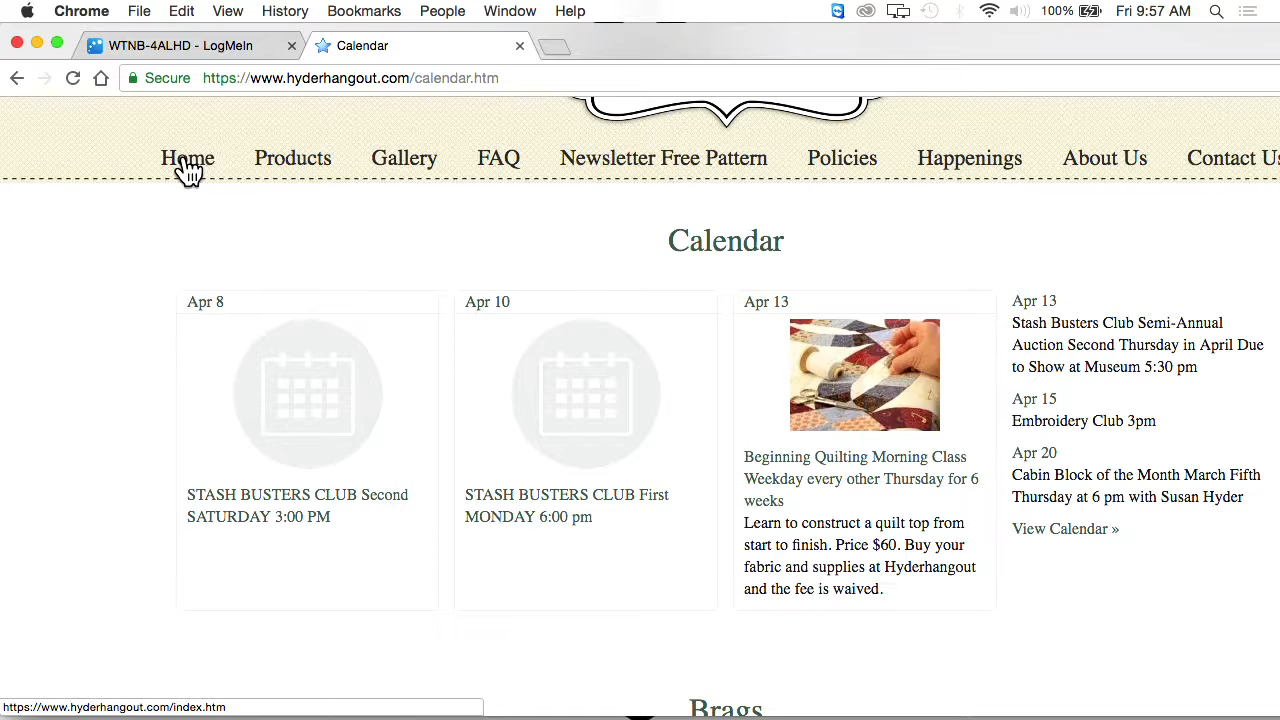 Chrome File Edit View History Bookmarks People Window Help 100% Fri 9:57 AM
WTNB-4ALHD - LogMeIn Calendar
Secure https://www.hyderhangout.com/calendar.htm
Home Products Gallery FAQ Newsletter Free Pattern Policies Happenings About Us Contact Us
Calendar
Apr 8
STASH BUSTERS CLUB Second
SATURDAY 3:00 PM
Apr 10
STASH BUSTERS CLUB First
MONDAY 6:00 pm
Apr 13
Beginning Quilting Morning Class
Weekday every other Thursday for 6
weeks
Learn to construct a quilt top from
start to finish. Price $60. Buy your
fabric and supplies at Hyderhangout
and the fee is waived.
Apr 13
Stash Busters Club Semi-Annual
Auction Second Thursday in April Due
to Show at Museum 5:30 pm
Apr 15
Embroidery Club 3pm
Apr 20
Cabin Block of the Month March Fifth
Thursday at 6 pm with Susan Hyder
View Calendar »
Brags
https://www.hyderhangout.com/index.htm